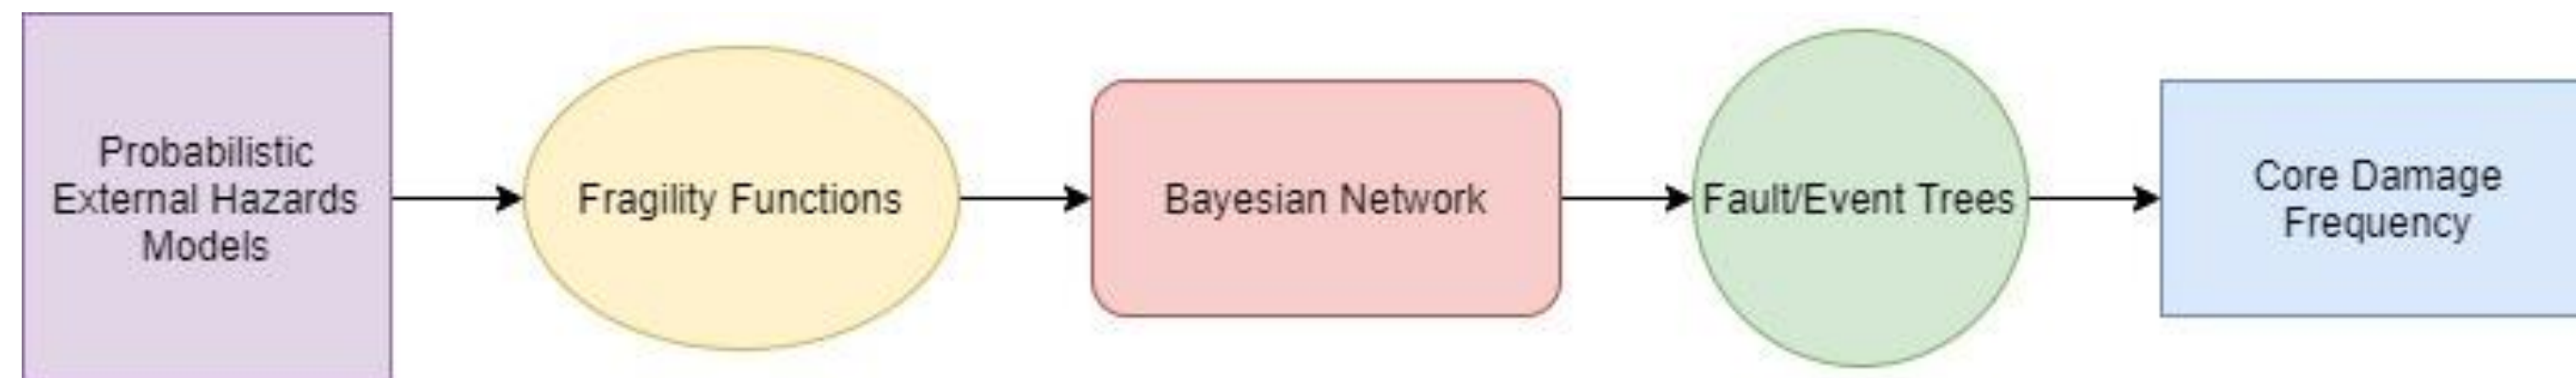 Probabilistic
External Hazards
Models
Fragility Functions
Bayesian Network
Fault/Event Trees
Core Damage
Frequency